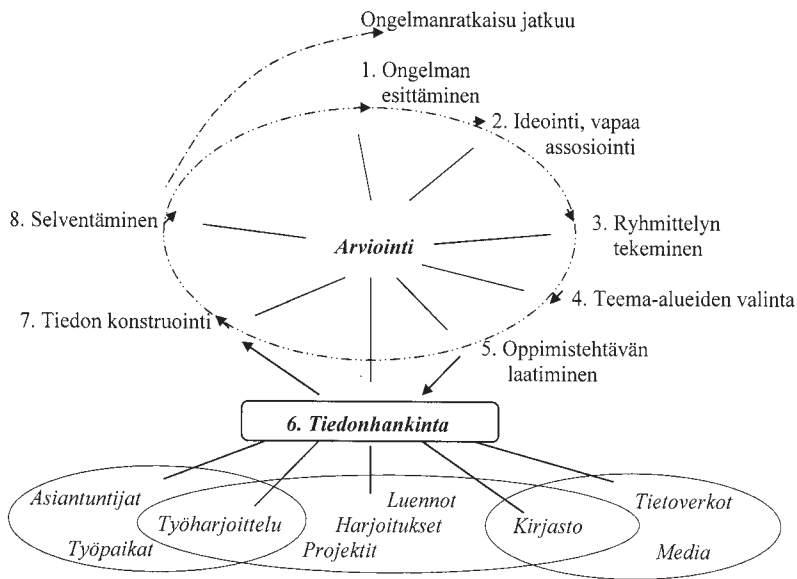 Ongelmanratkaisu jatkuu
1. Ongelman
esittäminen
2. Ideointi, vapaa
assosiointi
8. Selventäminen
3. Ryhmittelyn
tekeminen
Arviointi
4. Teema-alueiden valinta
7. Tiedon konstruointi
5. Oppimistehtävän
laatiminen
6. Tiedonhankinta
Asiantuntijat
Luennot
Tietoverkot
Työharjoittelu
Harjoitukset
Kirjasto
Työpaikat
Projektit
Media